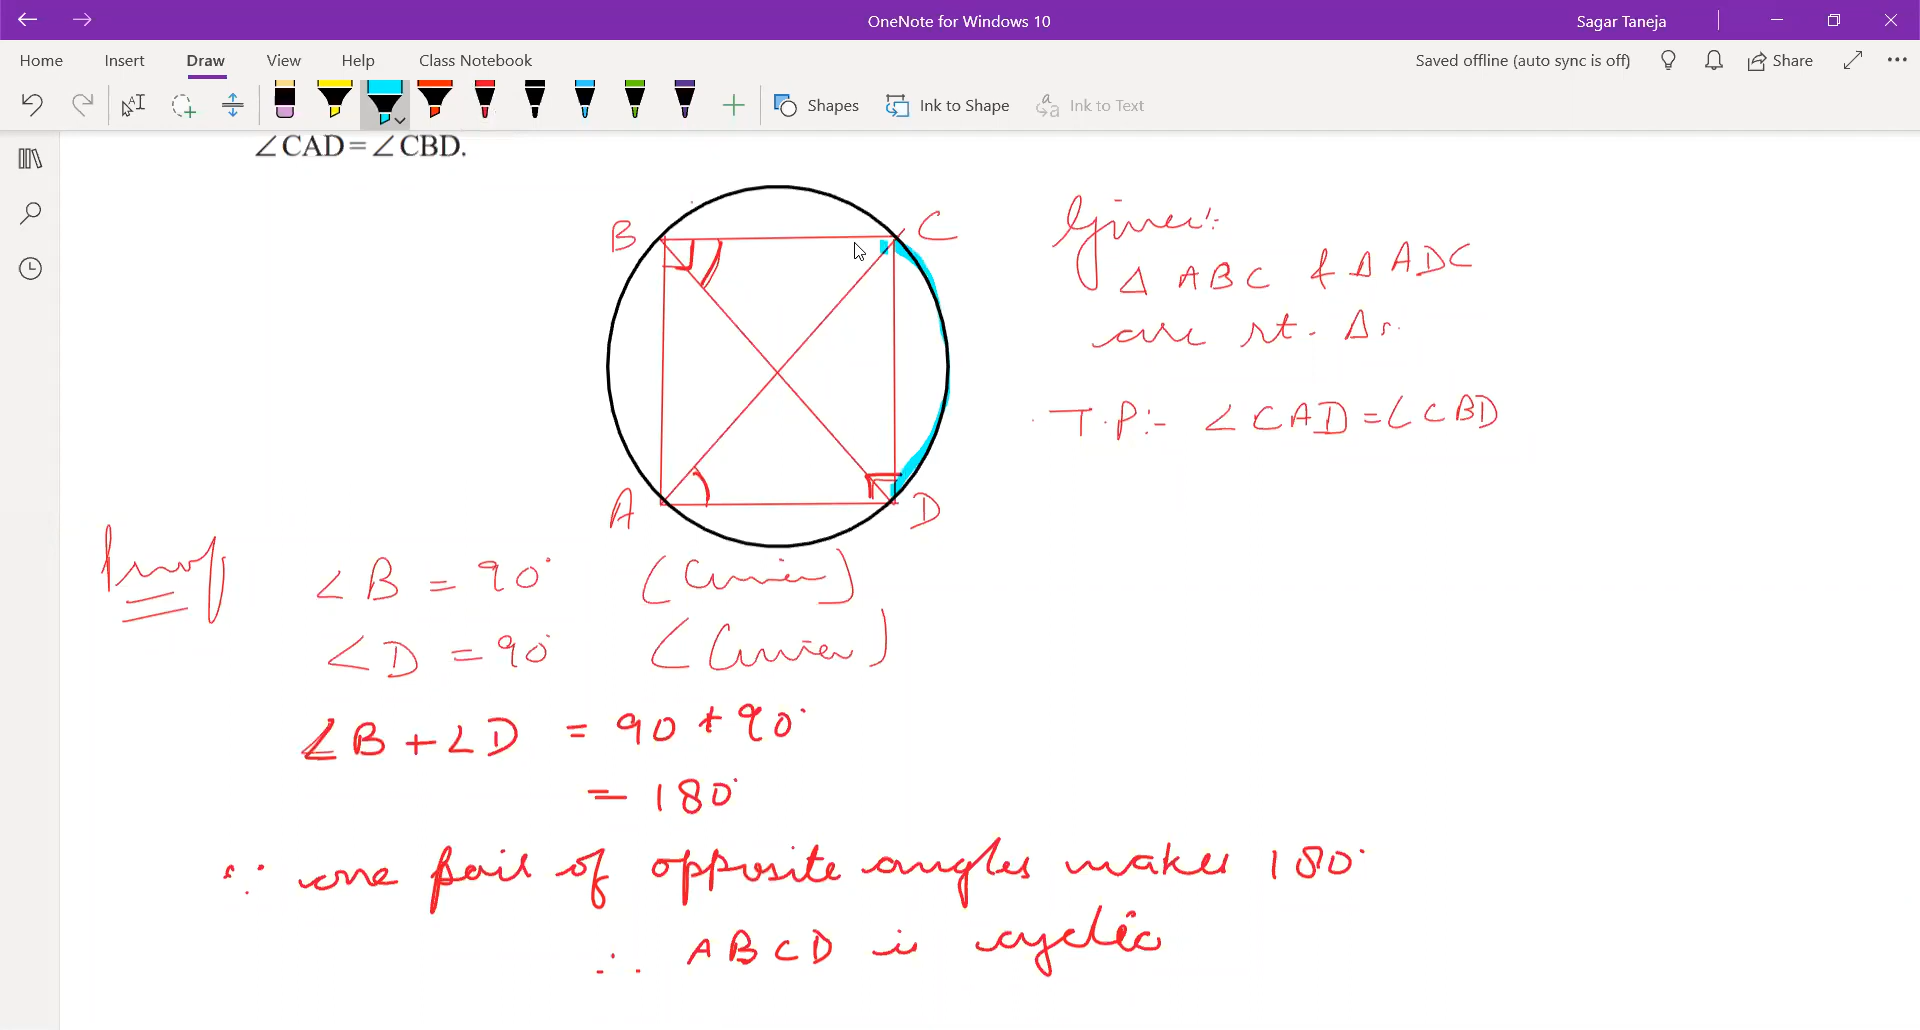 OneNote for Windows 10
Sagar Taneja
Home Insert Draw View Help Class Notebook
Saved offline (auto sync is off) Share
Shapes Ink to Shape Ink to Text
∠CAD=∠CBD.
B C
A D
Given:
Δ ABC & Δ ADC
are rt. Δs.
T.P:- ∠CAD=∠CBD
Proof
∠B = 90° (Given)
∠D = 90° (Given)
∠B+∠D = 90+90°
= 180°
∵ one pair of opposite angles makes 180°
∴ ABCD is cyclic